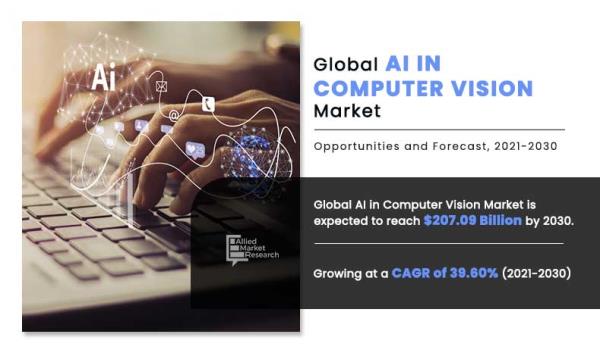 Ai
@
Global AI IN
COMPUTER VISION
Market
Opportunities and Forecast, 2021-2030
Global AI in Computer Vision Market is
expected to reach $207.09 Billion by 2030.
Allied
Market
Research
Growing at a CAGR of 39.60% (2021-2030)